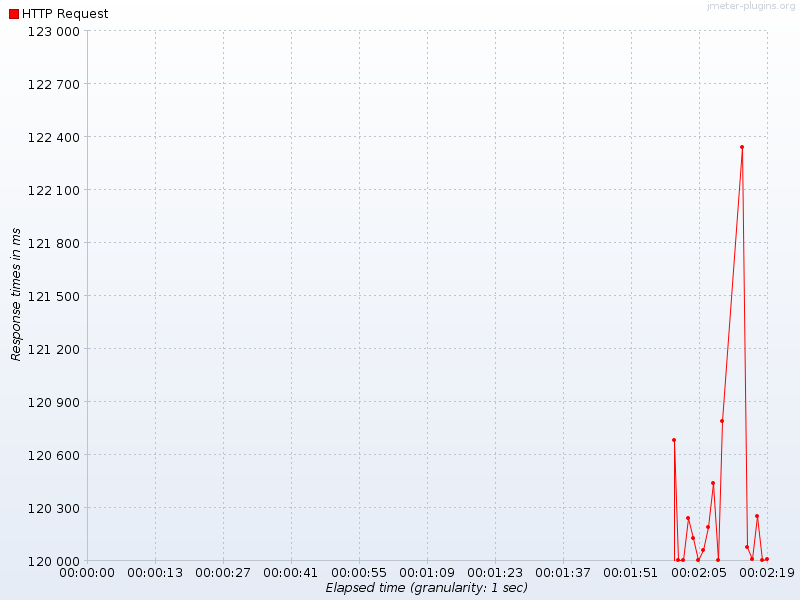 HTTP Request
jmeter-plugins.org
123 000
122 700
122 400
122 100
121 800
121 500
121 200
120 900
120 600
120 300
120 000
Response times in ms
00:00:00 00:00:13 00:00:27 00:00:41 00:00:55 00:01:09 00:01:23 00:01:37 00:01:51 00:02:05 00:02:19
Elapsed time (granularity: 1 sec)